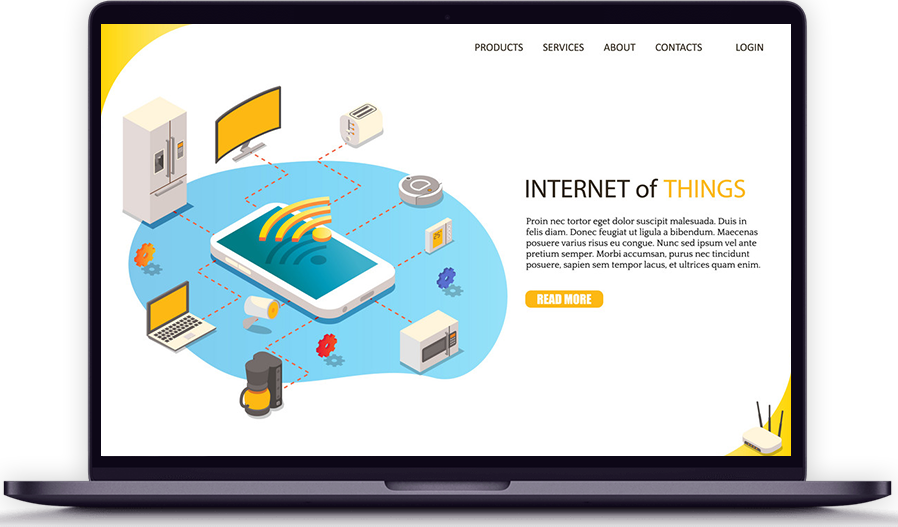 PRODUCTS SERVICES ABOUT CONTACTS LOGIN
INTERNET of THINGS
Proin nec tortor eget dolor suscipit malesuada. Duis in
felis diam. Donec feugiat ut ligula a bibendum. Maecenas
posuere varius risus eu congue. Nunc sed ipsum vel ante
pretium semper. Morbi accumsan, purus nec tincidunt
posuere, sapien sem tempor lacus, et ultrices quam enim.
READ MORE